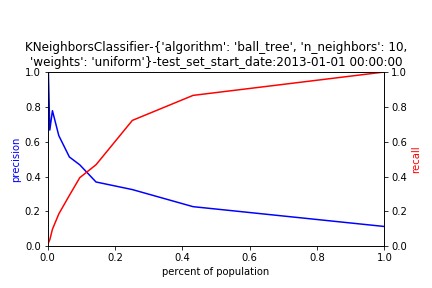 KNeighborsClassifier-{'algorithm': 'ball_tree', 'n_neighbors': 10,
'weights': 'uniform'}-test_set_start_date:2013-01-01 00:00:00
1.0
0.8
0.6
0.4
0.2
0.0
precision
1.0
0.8
0.6
0.4
0.2
0.0
recall
0.0 0.2 0.4 0.6 0.8 1.0
percent of population